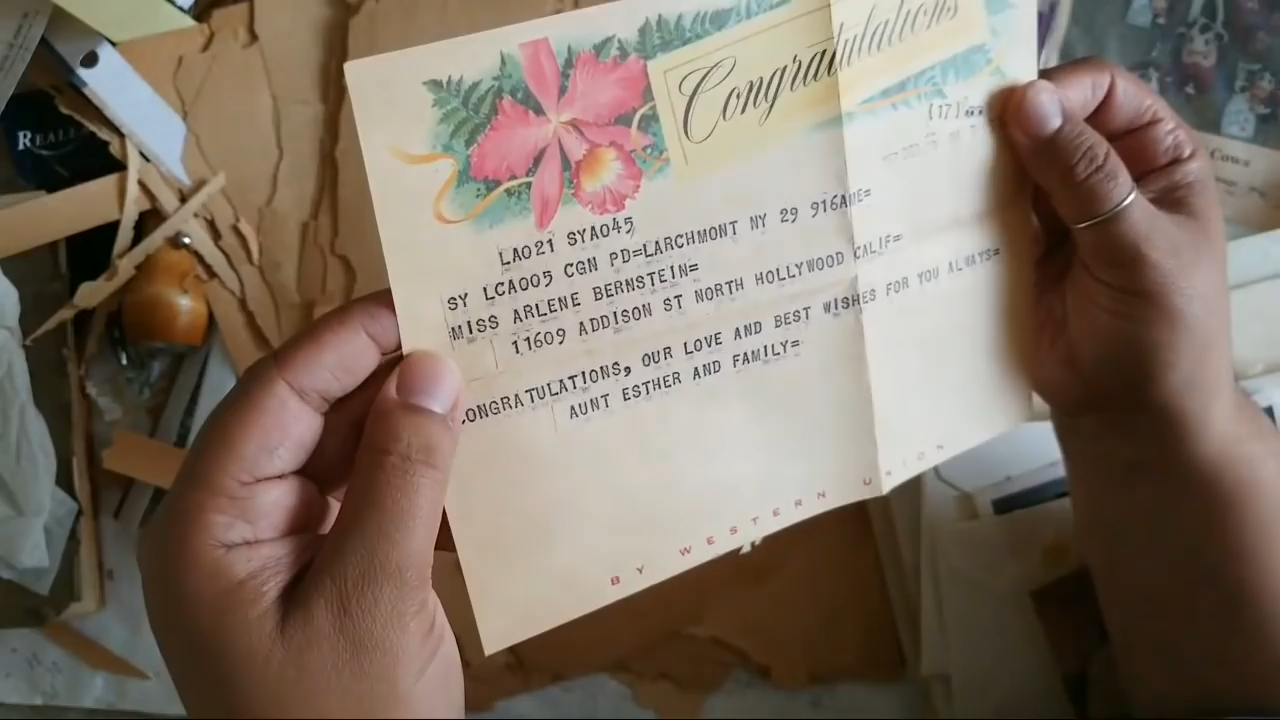 Congratulations
(17)
LA021 SYA045
SY LCA005 CGN PD=LARCHMONT NY 29 916AME=
MISS ARLENE BERNSTEIN=
11609 ADDISON ST NORTH HOLLYWOOD CALIF=
CONGRATULATIONS, OUR LOVE AND BEST WISHES FOR YOU ALWAYS=
AUNT ESTHER AND FAMILY=
BY WESTERN UNION